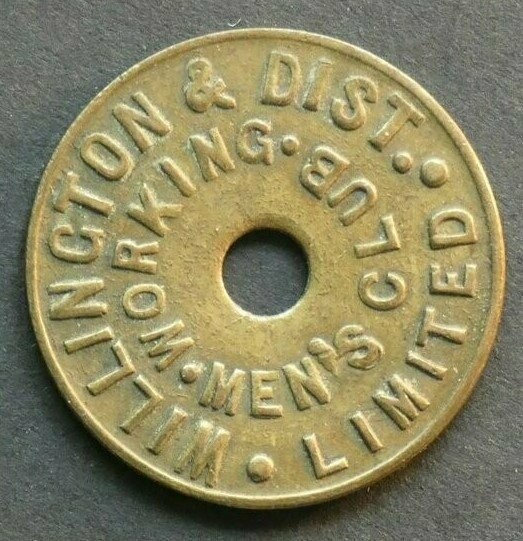 WILLINGTON & DIST. • LIMITED •
WORKING • MEN'S CLUB •